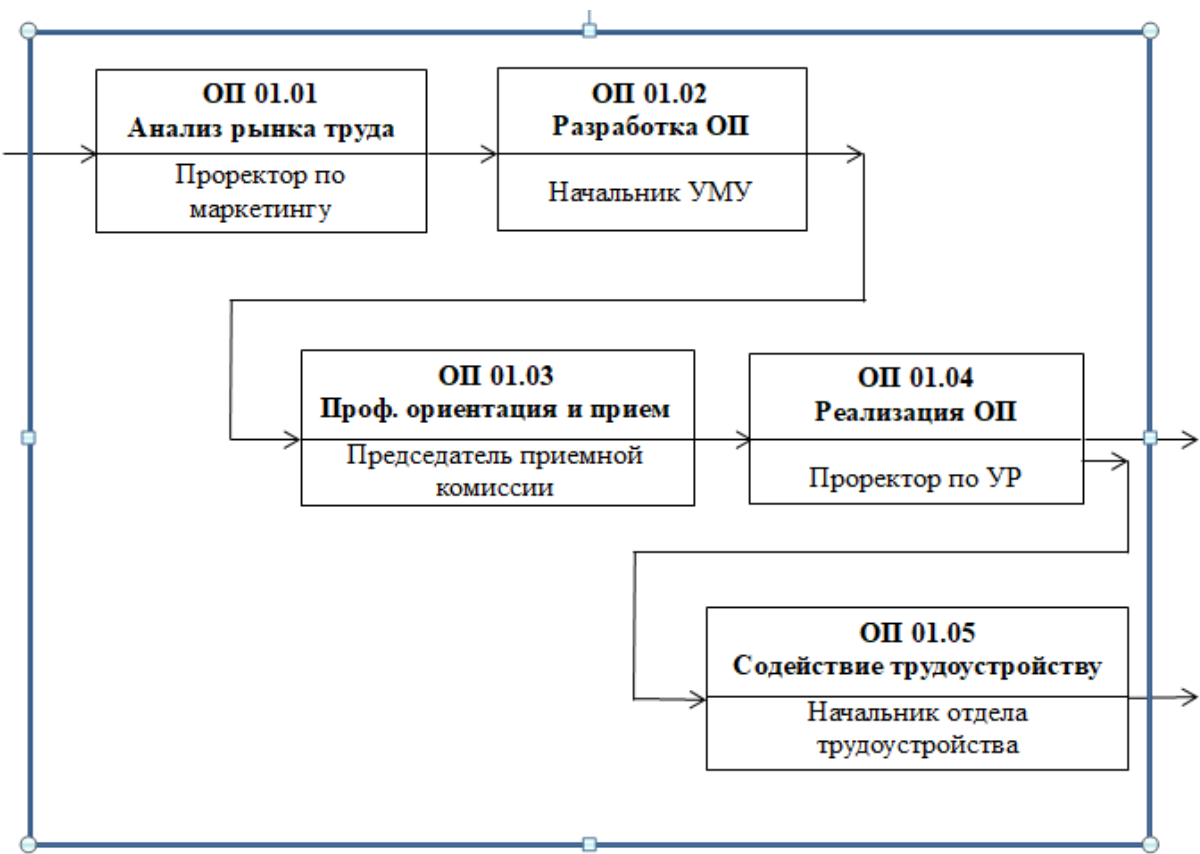 ОП 01.01
Анализ рынка труда
Проректор по
маркетингу
ОП 01.02
Разработка ОП
Начальник УМУ
ОП 01.03
Проф. ориентация и прием
Председатель приемной
комиссии
ОП 01.04
Реализация ОП
Проректор по УР
ОП 01.05
Содействие трудоустройству
Начальник отдела
трудоустройства